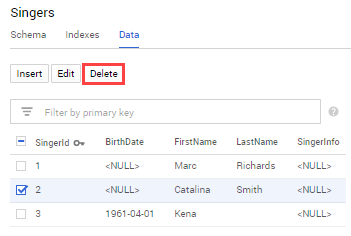 Singers
Schema Indexes Data
Insert Edit Delete
Filter by primary key ?
SingerId BirthDate FirstName LastName SingerInfo
1 <NULL> Marc Richards <NULL>
2 <NULL> Catalina Smith <NULL>
3 1961-04-01 Kena <NULL>